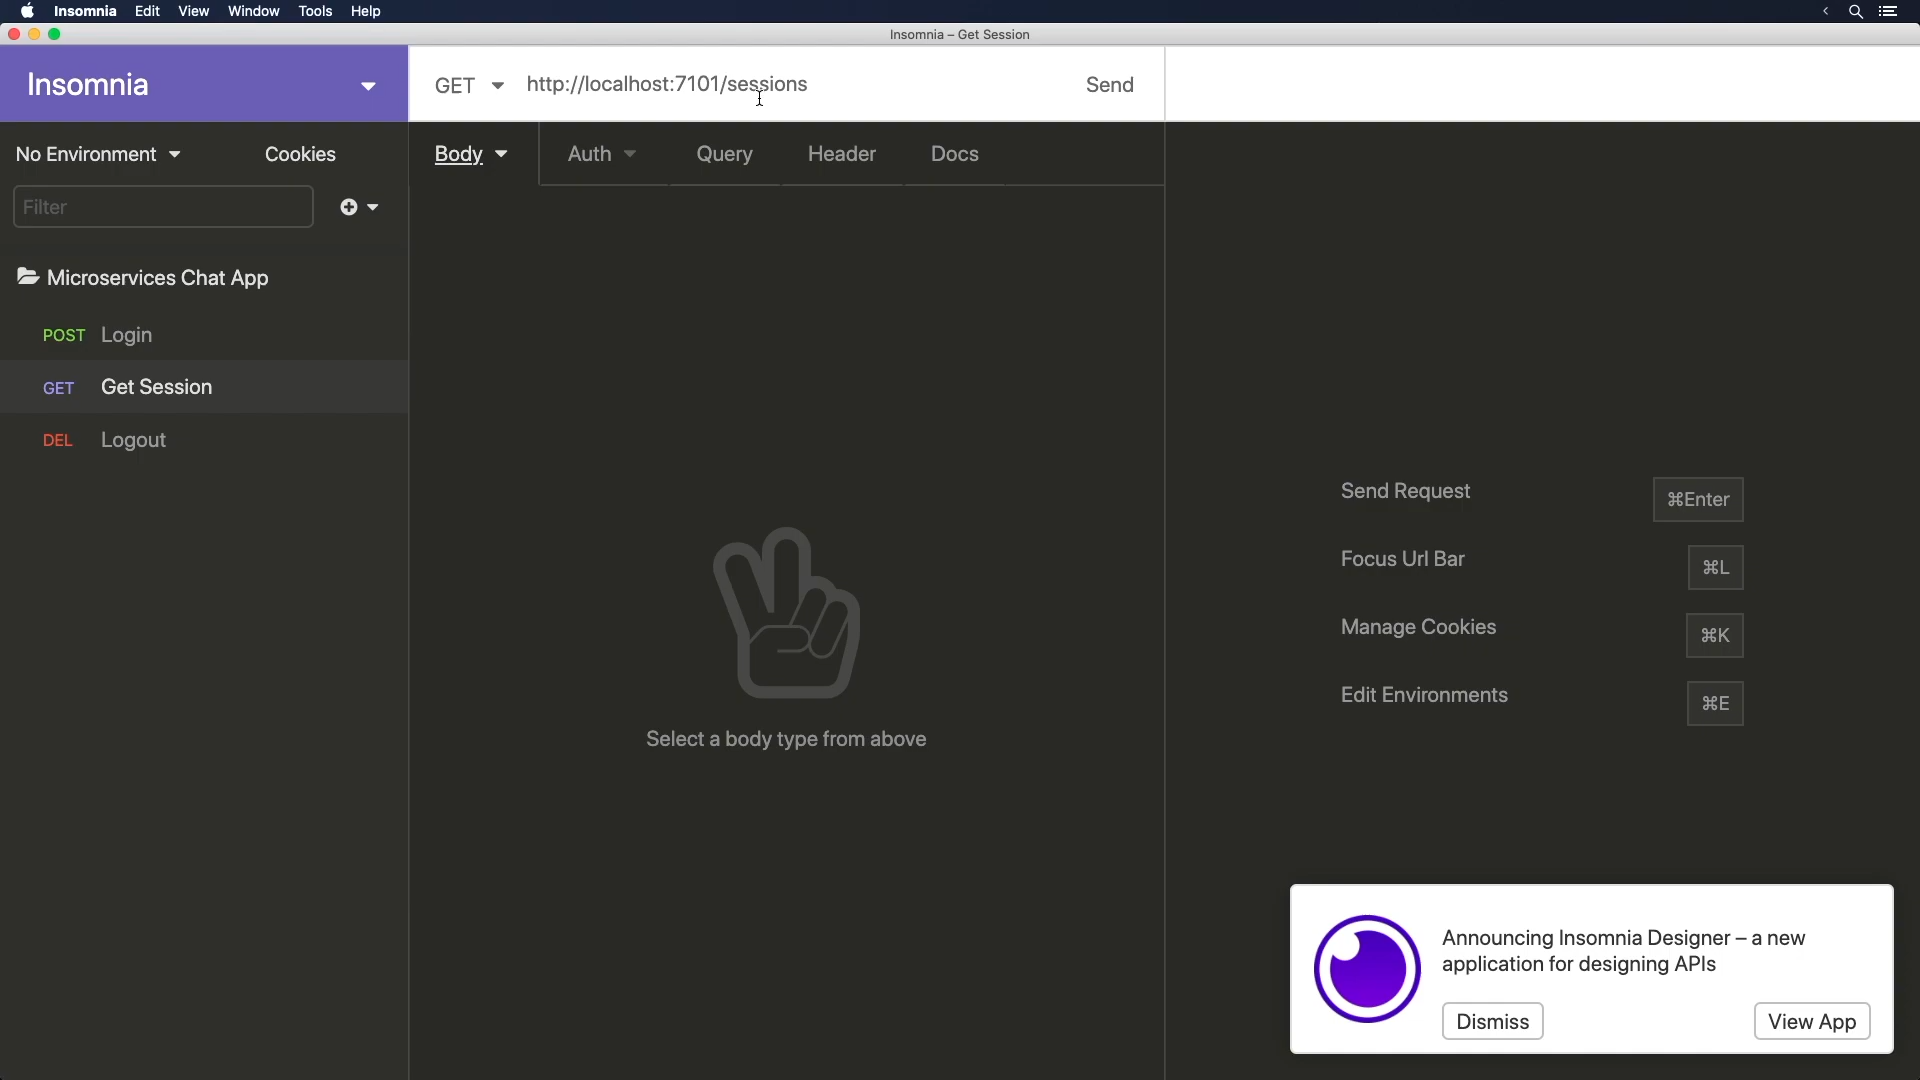 Insomnia Edit View Window Tools Help
Insomnia – Get Session
Insomnia
GET http://localhost:7101/sessions Send
No Environment Cookies
Body Auth Query Header Docs
Filter
Microservices Chat App
POST Login
GET Get Session
DEL Logout
Select a body type from above
Send Request ⌘Enter
Focus Url Bar ⌘L
Manage Cookies ⌘K
Edit Environments ⌘E
Announcing Insomnia Designer – a new
application for designing APIs
Dismiss View App